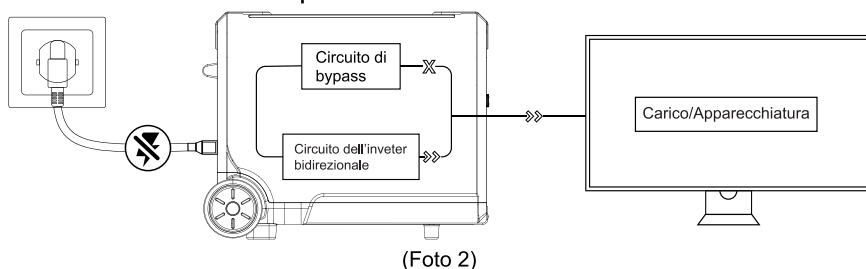 Circuito di
bypass
X
Circuito dell'inveter
bidirezionale
Carico/Apparecchiatura
(Foto 2)